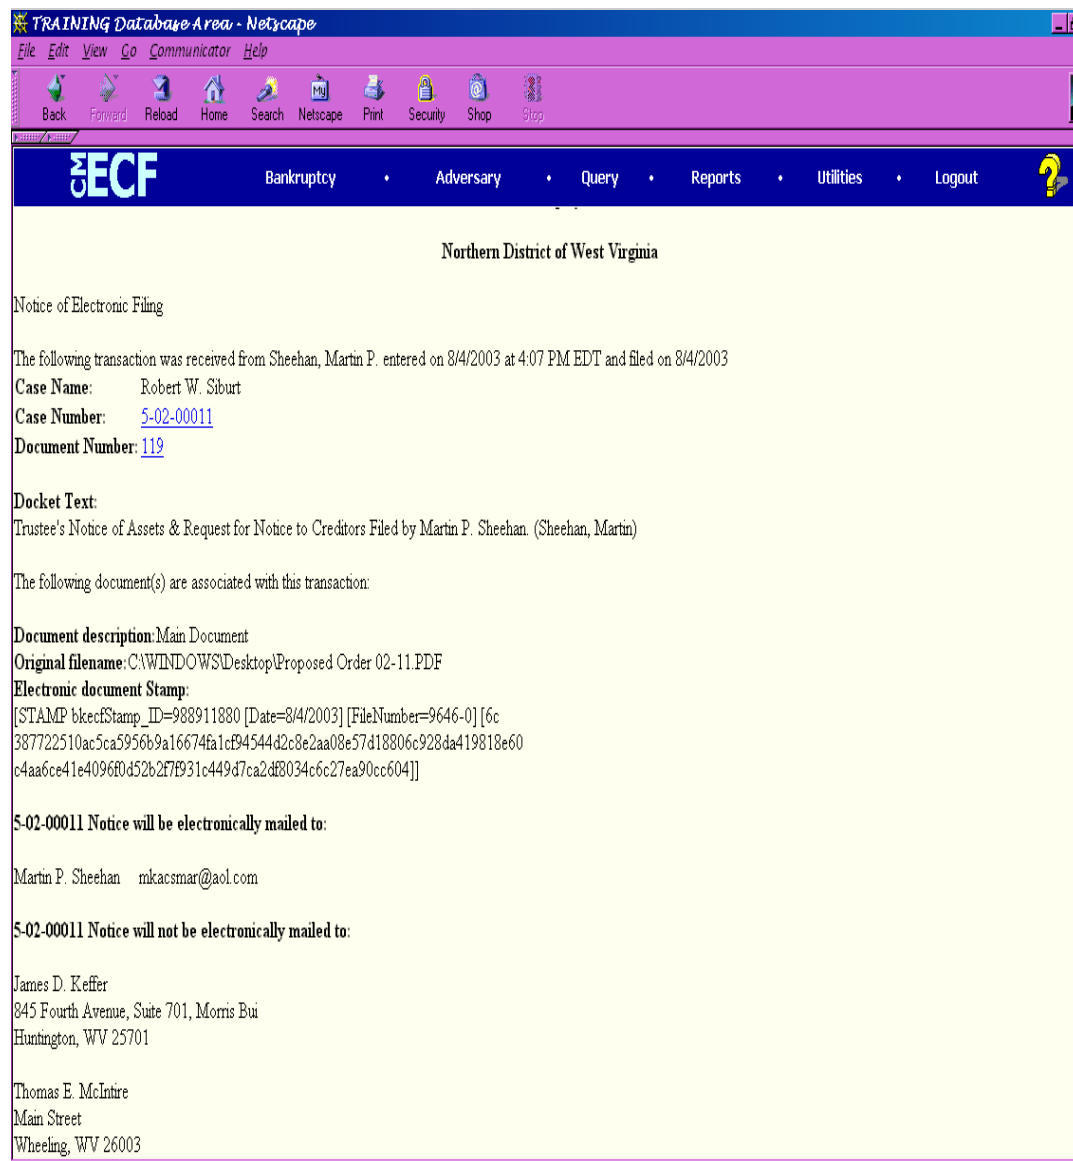 TRAINING Database Area - Netscape
File Edit View Go Communicator Help
Back Forward Reload Home Search Netscape Print Security Shop Stop
CM ECF Bankruptcy • Adversary • Query • Reports • Utilities • Logout ?
Northern District of West Virginia
Notice of Electronic Filing
The following transaction was received from Sheehan, Martin P. entered on 8/4/2003 at 4:07 PM EDT and filed on 8/4/2003
Case Name: Robert W. Siburt
Case Number: 5-02-00011
Document Number: 119
Docket Text:
Trustee's Notice of Assets & Request for Notice to Creditors Filed by Martin P. Sheehan. (Sheehan, Martin)
The following document(s) are associated with this transaction:
Document description:Main Document
Original filename:C:\WINDOWS\Desktop\Proposed Order 02-11.PDF
Electronic document Stamp:
[STAMP bkecfStamp_ID=988911880 [Date=8/4/2003] [FileNumber=9646-0] [6c
387722510ac5ca5956b9a16674fa1cf94544d2c8e2aa08e57d18806c928da419818e60
c4aa6ce41e4096f0d52b2f7f931c449d7ca2df8034c6c27ea90cc604]]
5-02-00011 Notice will be electronically mailed to:
Martin P. Sheehan mkacsmar@aol.com
5-02-00011 Notice will not be electronically mailed to:
James D. Keffer
845 Fourth Avenue, Suite 701, Morris Bui
Huntington, WV 25701
Thomas E. McIntire
Main Street
Wheeling, WV 26003